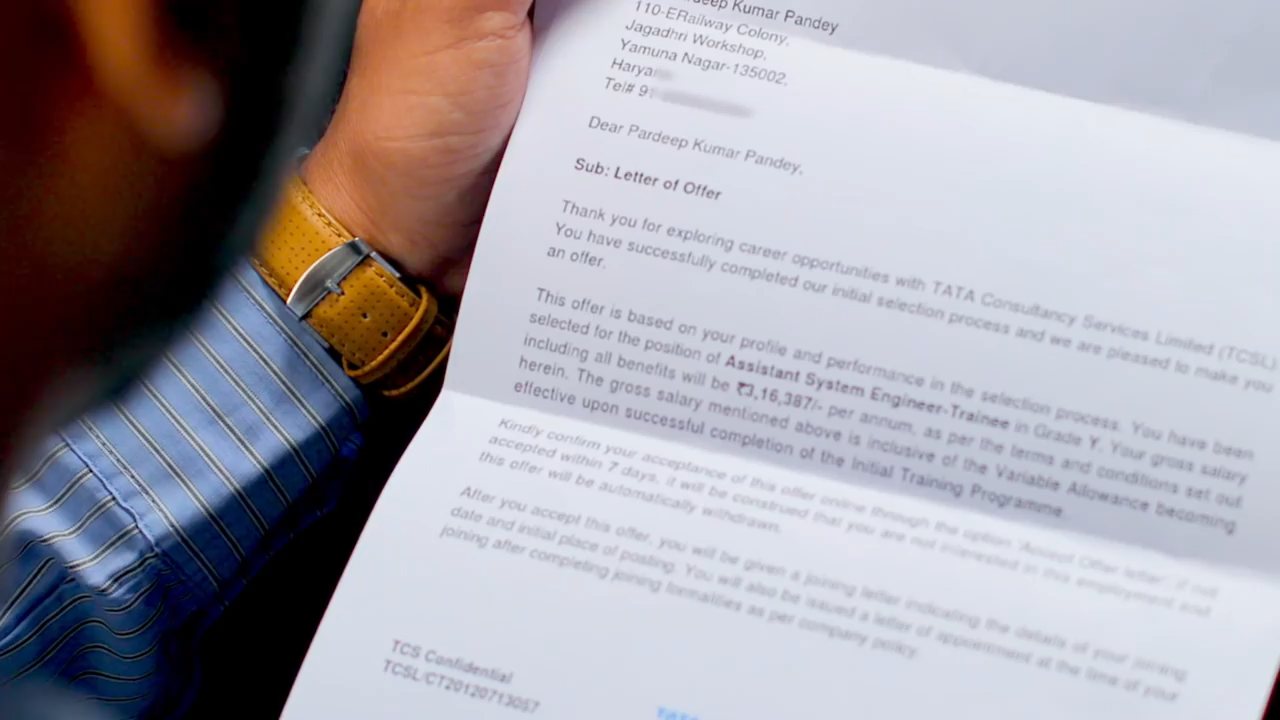 deep Kumar Pandey
110-ERailway Colony,
Jagadhri Workshop,
Yamuna Nagar-135002,
Harya
Tel# 91
Dear Pardeep Kumar Pandey,
Sub: Letter of Offer
Thank you for exploring career opportunities with TATA Consultancy Services Limited (TCSL)
You have successfully completed our initial selection process and we are pleased to make you
an offer.
This offer is based on your profile and performance in the selection process. You have been
selected for the position of Assistant System Engineer-Trainee in Grade Y. Your gross salary
including all benefits will be ₹3,16,387/- per annum, as per the terms and conditions set out
herein. The gross salary mentioned above is inclusive of the Variable Allowance becoming
effective upon successful completion of the Initial Training Programme.
Kindly confirm your acceptance of this offer online through the option 'Accept Offer letter'. If not
accepted within 7 days, it will be construed that you are not interested in this employment and
this offer will be automatically withdrawn.
After you accept this offer, you will be given a joining letter indicating the details of your joining
date and initial place of posting. You will also be issued a letter of appointment at the time of your
joining after completing joining formalities as per company policy.
TCS Confidential
TCSL/CT20120713057
TATA